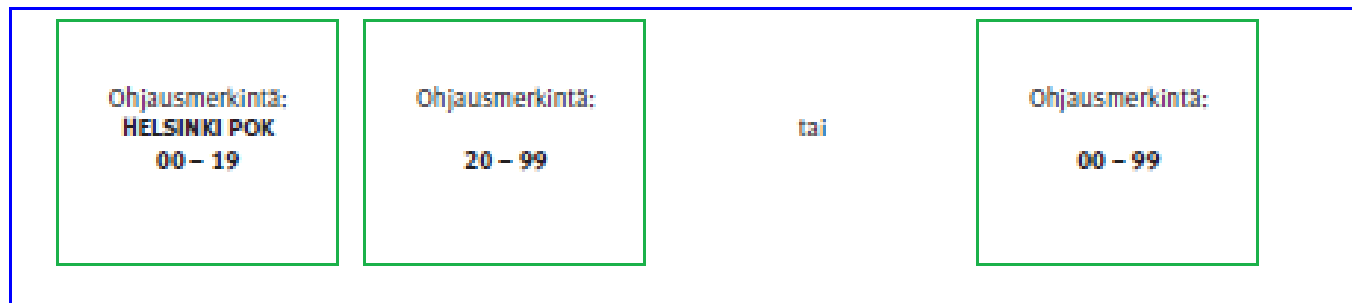 Ohjausmerkintä:
HELSINKI POK
00 – 19
Ohjausmerkintä:
20 – 99
tai
Ohjausmerkintä:
00 – 99